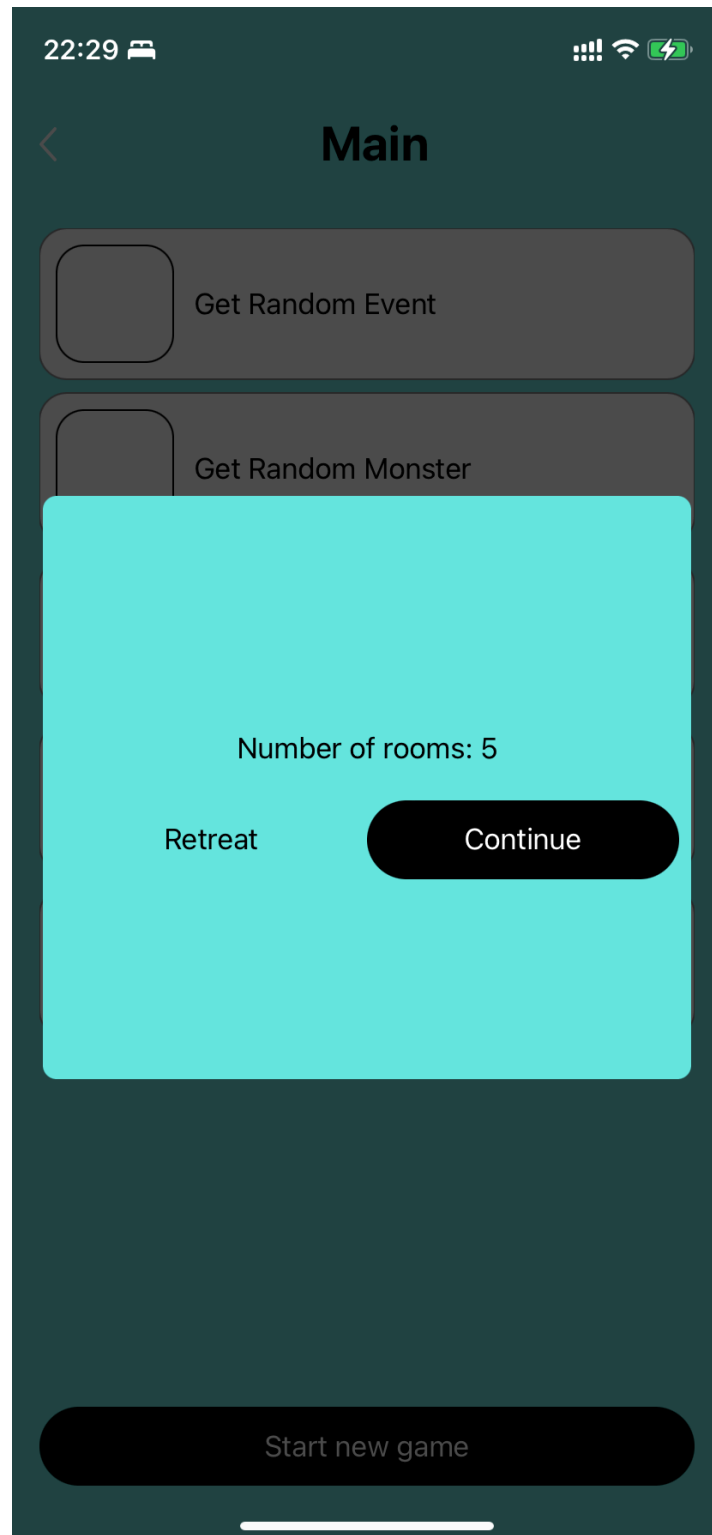 22:29
Main
Get Random Event
Get Random Monster
Number of rooms: 5
Retreat
Continue
Start new game